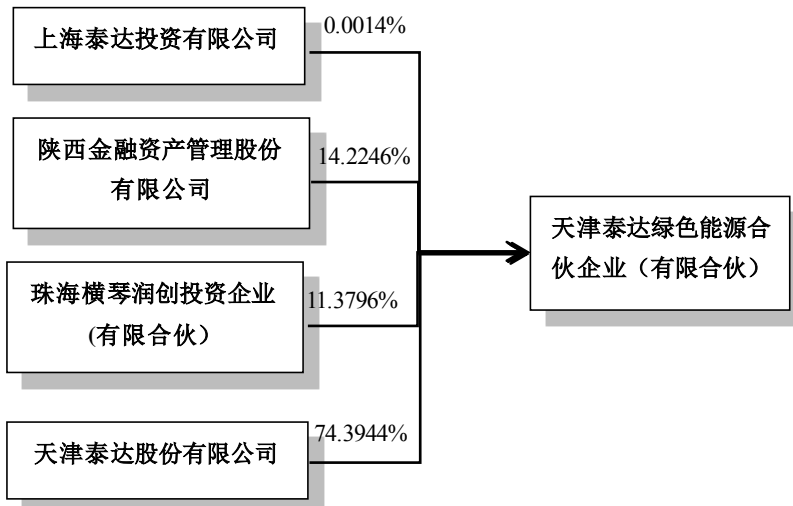 上海泰达投资有限公司
0.0014%
陕西金融资产管理股份
有限公司
14.2246%
珠海横琴润创投资企业
(有限合伙）
11.3796%
天津泰达股份有限公司
74.3944%
天津泰达绿色能源合
伙企业（有限合伙）